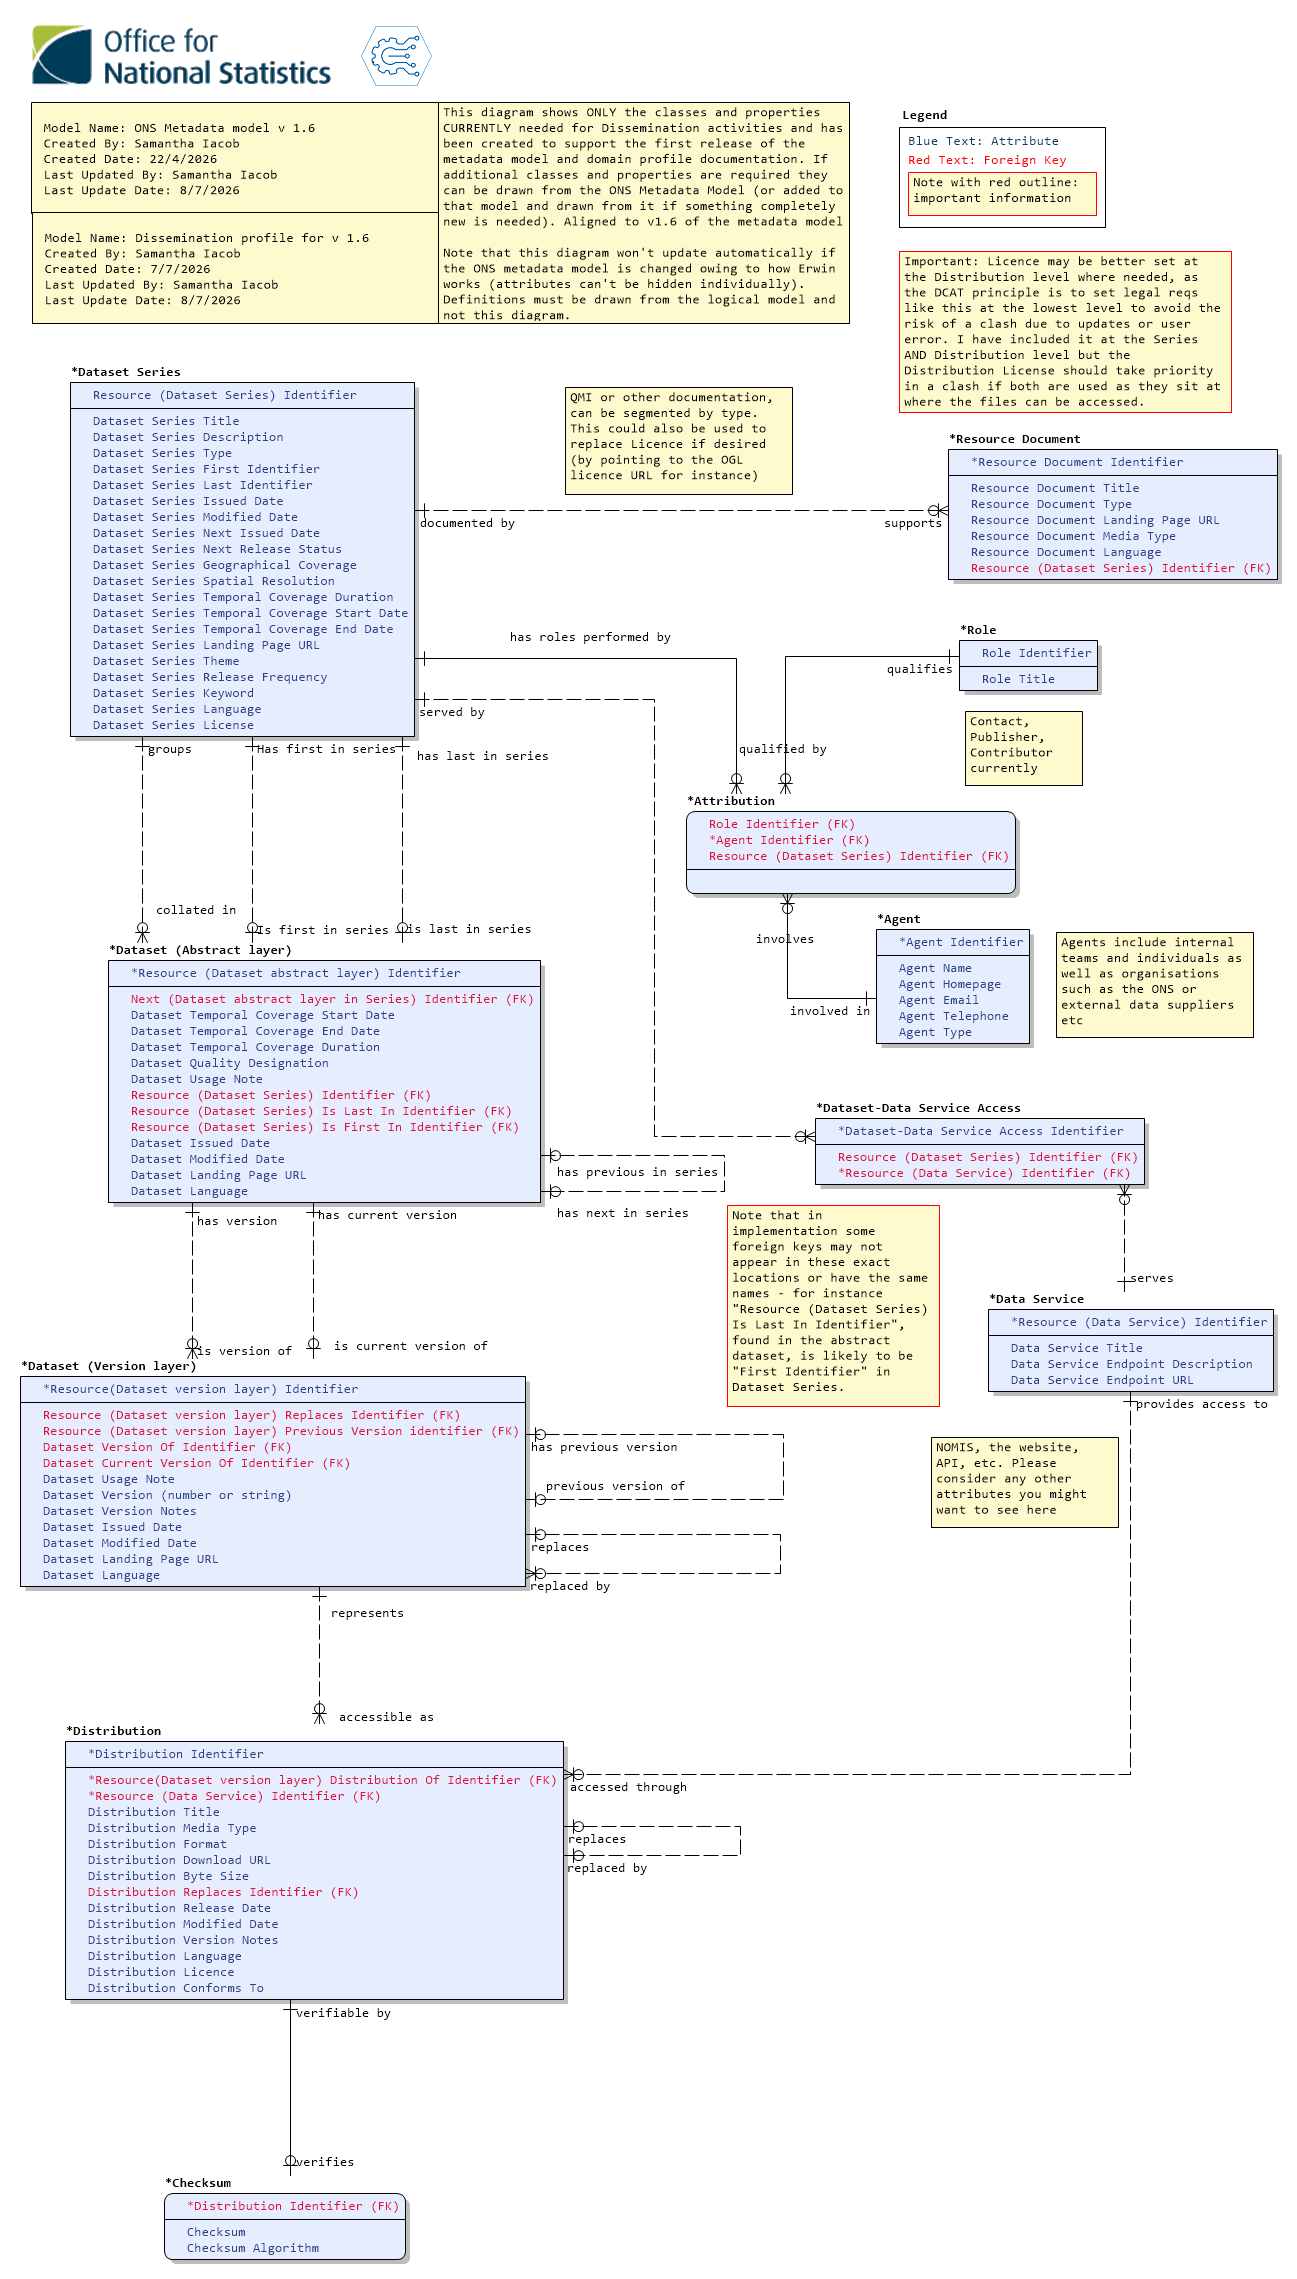 Office for
National Statistics
Model Name: ONS Metadata model v 1.6
Created By: Samantha Iacob
Created Date: 22/4/2026
Last Updated By: Samantha Iacob
Last Update Date: 8/7/2026
Model Name: Dissemination profile for v 1.6
Created By: Samantha Iacob
Created Date: 7/7/2026
Last Updated By: Samantha Iacob
Last Update Date: 8/7/2026
This diagram shows ONLY the classes and properties
CURRENTLY needed for Dissemination activities and has
been created to support the first release of the
metadata model and domain profile documentation. If
additional classes and properties are required they
can be drawn from the ONS Metadata Model (or added to
that model and drawn from it if something completely
new is needed). Aligned to v1.6 of the metadata model
Note that this diagram won't update automatically if
the ONS metadata model is changed owing to how Erwin
works (attributes can't be hidden individually).
Definitions must be drawn from the logical model and
not this diagram.
Legend
Blue Text: Attribute
Red Text: Foreign Key
Note with red outline:
important information
Important: Licence may be better set at
the Distribution level where needed, as
the DCAT principle is to set legal reqs
like this at the lowest level to avoid the
risk of a clash due to updates or user
error. I have included it at the Series
AND Distribution level but the
Distribution License should take priority
in a clash if both are used as they sit at
where the files can be accessed.
*Dataset Series
Resource (Dataset Series) Identifier
Dataset Series Title
Dataset Series Description
Dataset Series Type
Dataset Series First Identifier
Dataset Series Last Identifier
Dataset Series Issued Date
Dataset Series Modified Date
Dataset Series Next Issued Date
Dataset Series Next Release Status
Dataset Series Geographical Coverage
Dataset Series Spatial Resolution
Dataset Series Temporal Coverage Duration
Dataset Series Temporal Coverage Start Date
Dataset Series Temporal Coverage End Date
Dataset Series Landing Page URL
Dataset Series Theme
Dataset Series Release Frequency
Dataset Series Keyword
Dataset Series Language
Dataset Series License
QMI or other documentation,
can be segmented by type.
This could also be used to
replace Licence if desired
(by pointing to the OGL
licence URL for instance)
documented by
supports
*Resource Document
*Resource Document Identifier
Resource Document Title
Resource Document Type
Resource Document Landing Page URL
Resource Document Media Type
Resource Document Language
Resource (Dataset Series) Identifier (FK)
has roles performed by
served by
qualified by
qualifies
*Role
Role Identifier
Role Title
Contact,
Publisher,
Contributor
currently
groups
Has first in series
has last in series
collated in
Is first in series
is last in series
*Attribution
Role Identifier (FK)
*Agent Identifier (FK)
Resource (Dataset Series) Identifier (FK)
involves
involved in
*Agent
*Agent Identifier
Agent Name
Agent Homepage
Agent Email
Agent Telephone
Agent Type
Agents include internal
teams and individuals as
well as organisations
such as the ONS or
external data suppliers
etc
*Dataset (Abstract layer)
*Resource (Dataset abstract layer) Identifier
Next (Dataset abstract layer in Series) Identifier (FK)
Dataset Temporal Coverage Start Date
Dataset Temporal Coverage End Date
Dataset Temporal Coverage Duration
Dataset Quality Designation
Dataset Usage Note
Resource (Dataset Series) Identifier (FK)
Resource (Dataset Series) Is Last In Identifier (FK)
Resource (Dataset Series) Is First In Identifier (FK)
Dataset Issued Date
Dataset Modified Date
Dataset Landing Page URL
Dataset Language
has previous in series
has next in series
*Dataset-Data Service Access
*Dataset-Data Service Access Identifier
Resource (Dataset Series) Identifier (FK)
*Resource (Data Service) Identifier (FK)
Note that in
implementation some
foreign keys may not
appear in these exact
locations or have the same
names - for instance
"Resource (Dataset Series)
Is Last In Identifier",
found in the abstract
dataset, is likely to be
"First Identifier" in
Dataset Series.
serves
*Data Service
*Resource (Data Service) Identifier
Data Service Title
Data Service Endpoint Description
Data Service Endpoint URL
provides access to
NOMIS, the website,
API, etc. Please
consider any other
attributes you might
want to see here
has version
has current version
is version of
is current version of
*Dataset (Version layer)
*Resource(Dataset version layer) Identifier
Resource (Dataset version layer) Replaces Identifier (FK)
Resource (Dataset version layer) Previous Version identifier (FK)
Dataset Version Of Identifier (FK)
Dataset Current Version Of Identifier (FK)
Dataset Usage Note
Dataset Version (number or string)
Dataset Version Notes
Dataset Issued Date
Dataset Modified Date
Dataset Landing Page URL
Dataset Language
has previous version
previous version of
replaces
replaced by
represents
accessible as
*Distribution
*Distribution Identifier
*Resource(Dataset version layer) Distribution Of Identifier (FK)
*Resource (Data Service) Identifier (FK)
Distribution Title
Distribution Media Type
Distribution Format
Distribution Download URL
Distribution Byte Size
Distribution Replaces Identifier (FK)
Distribution Release Date
Distribution Modified Date
Distribution Version Notes
Distribution Language
Distribution Licence
Distribution Conforms To
accessed through
replaces
replaced by
verifiable by
verifies
*Checksum
*Distribution Identifier (FK)
Checksum
Checksum Algorithm